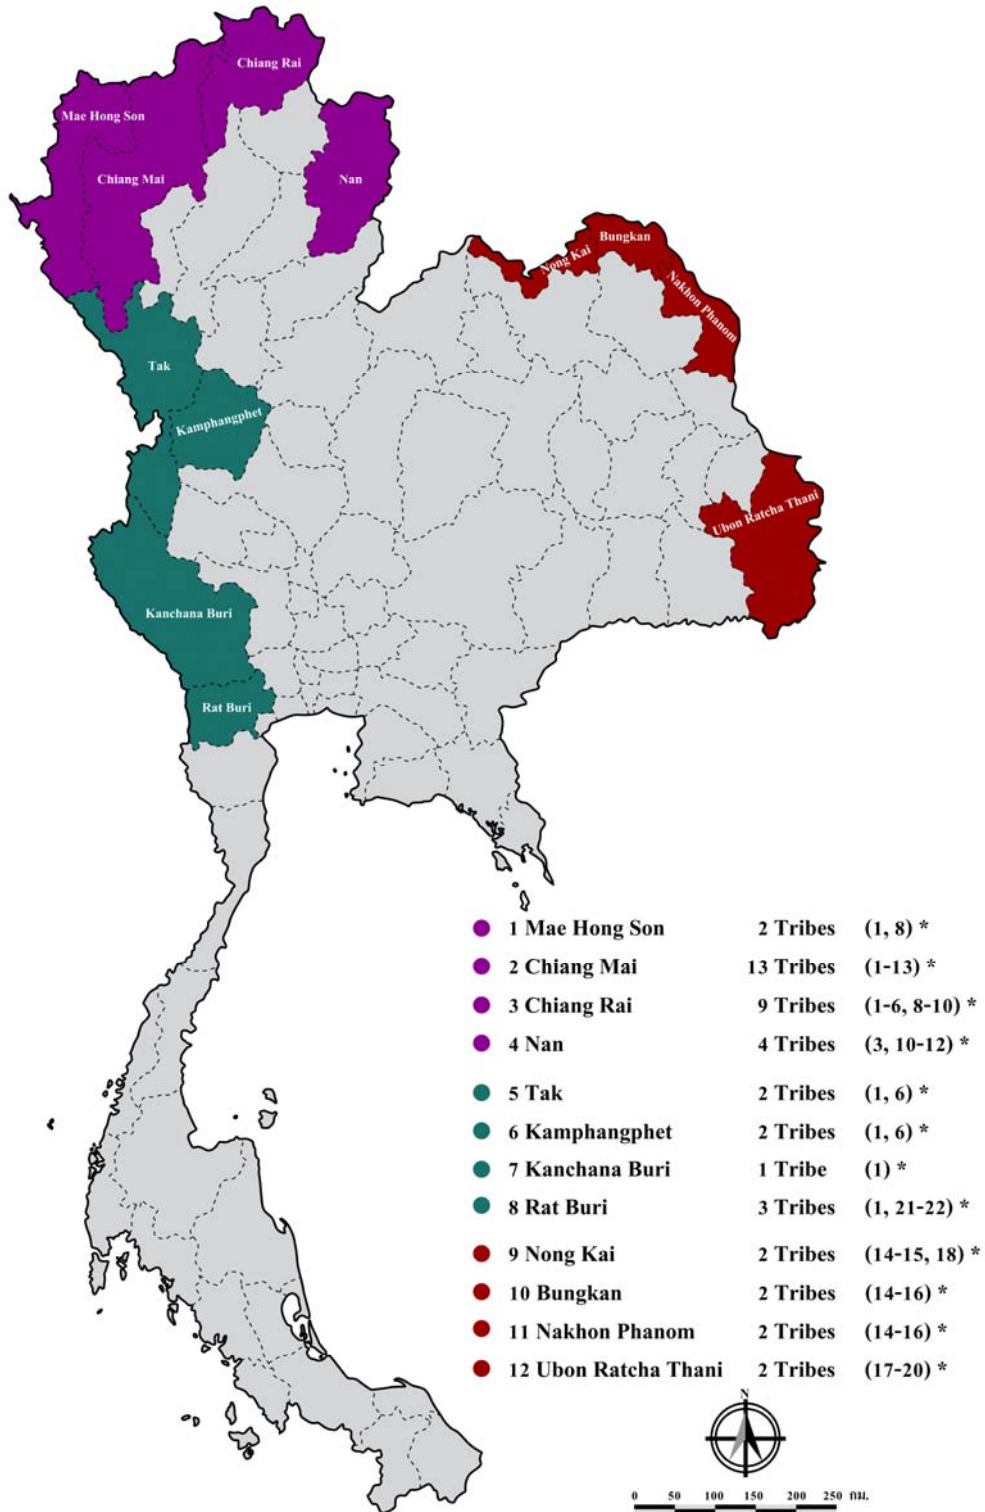 Chiang Rai
Mae Hong Son
Chiang Mai
Nan
Bungkan
Nong Kai
Nakhon Phanom
Tak
Kamphangphet
Ubon Ratcha Thani
Kanchana Buri
Rat Buri
1 Mae Hong Son 2 Tribes (1, 8) *
2 Chiang Mai 13 Tribes (1-13) *
3 Chiang Rai 9 Tribes (1-6, 8-10) *
4 Nan 4 Tribes (3, 10-12) *
5 Tak 2 Tribes (1, 6) *
6 Kamphangphet 2 Tribes (1, 6) *
7 Kanchana Buri 1 Tribe (1) *
8 Rat Buri 3 Tribes (1, 21-22) *
9 Nong Kai 2 Tribes (14-15, 18) *
10 Bungkan 2 Tribes (14-16) *
11 Nakhon Phanom 2 Tribes (14-16) *
12 Ubon Ratcha Thani 2 Tribes (17-20) *
N
0 50 100 150 200 250 กม.